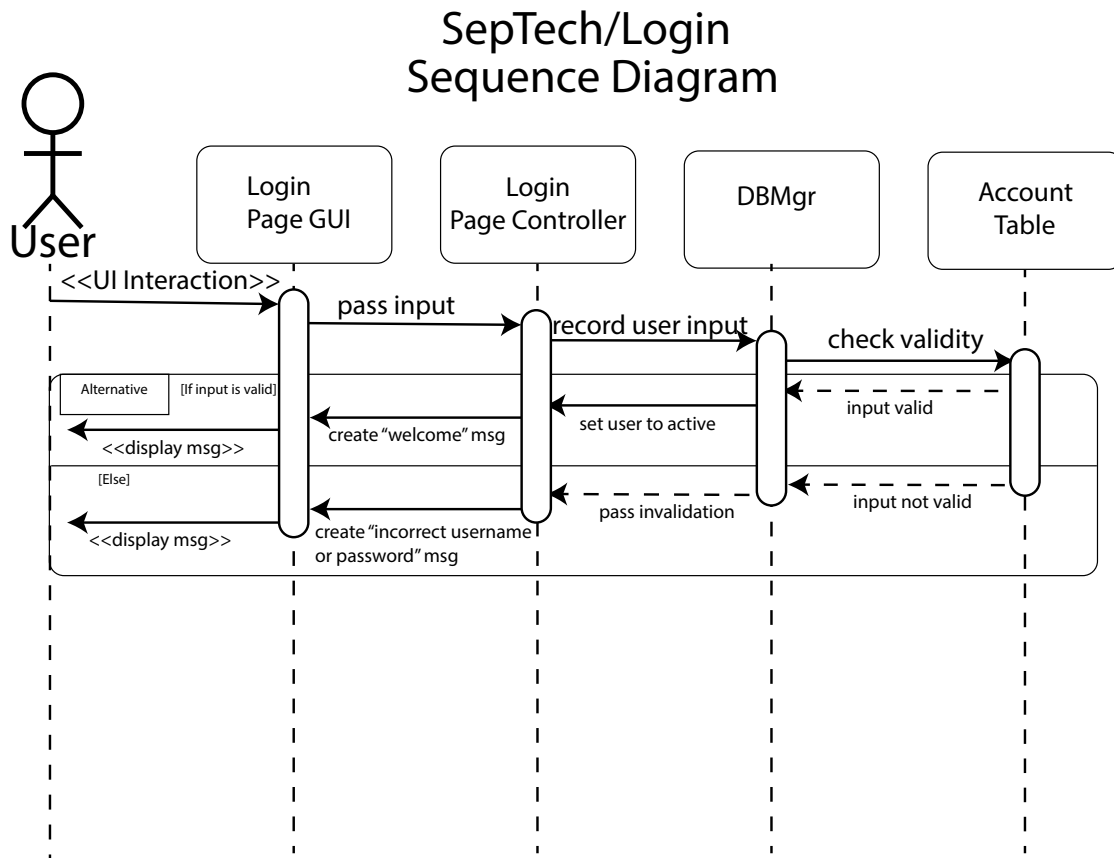 SepTech/Login
Sequence Diagram
User
Login
Page GUI
Login
Page Controller
DBMgr
Account
Table
<<UI Interaction>>
pass input
record user input
check validity
Alternative
[If input is valid]
input valid
set user to active
create “welcome” msg
<<display msg>>
[Else]
input not valid
pass invalidation
create “incorrect username
or password” msg
<<display msg>>